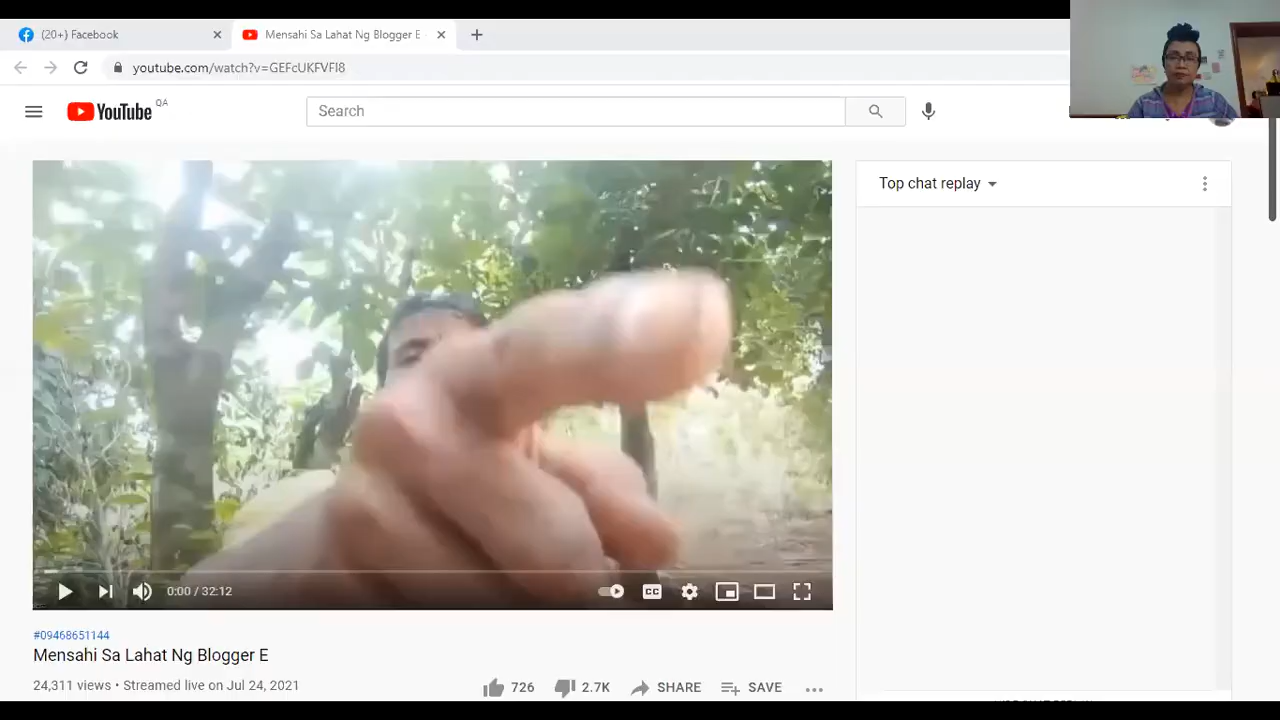 (20+) Facebook
Mensahi Sa Lahat Ng Blogger E
youtube.com/watch?v=GEFcUKFVFl8
YouTube QA
Search
Top chat replay
0:00 / 32:12
CC
#09468651144
Mensahi Sa Lahat Ng Blogger E
24,311 views • Streamed live on Jul 24, 2021
726
2.7K
SHARE
SAVE